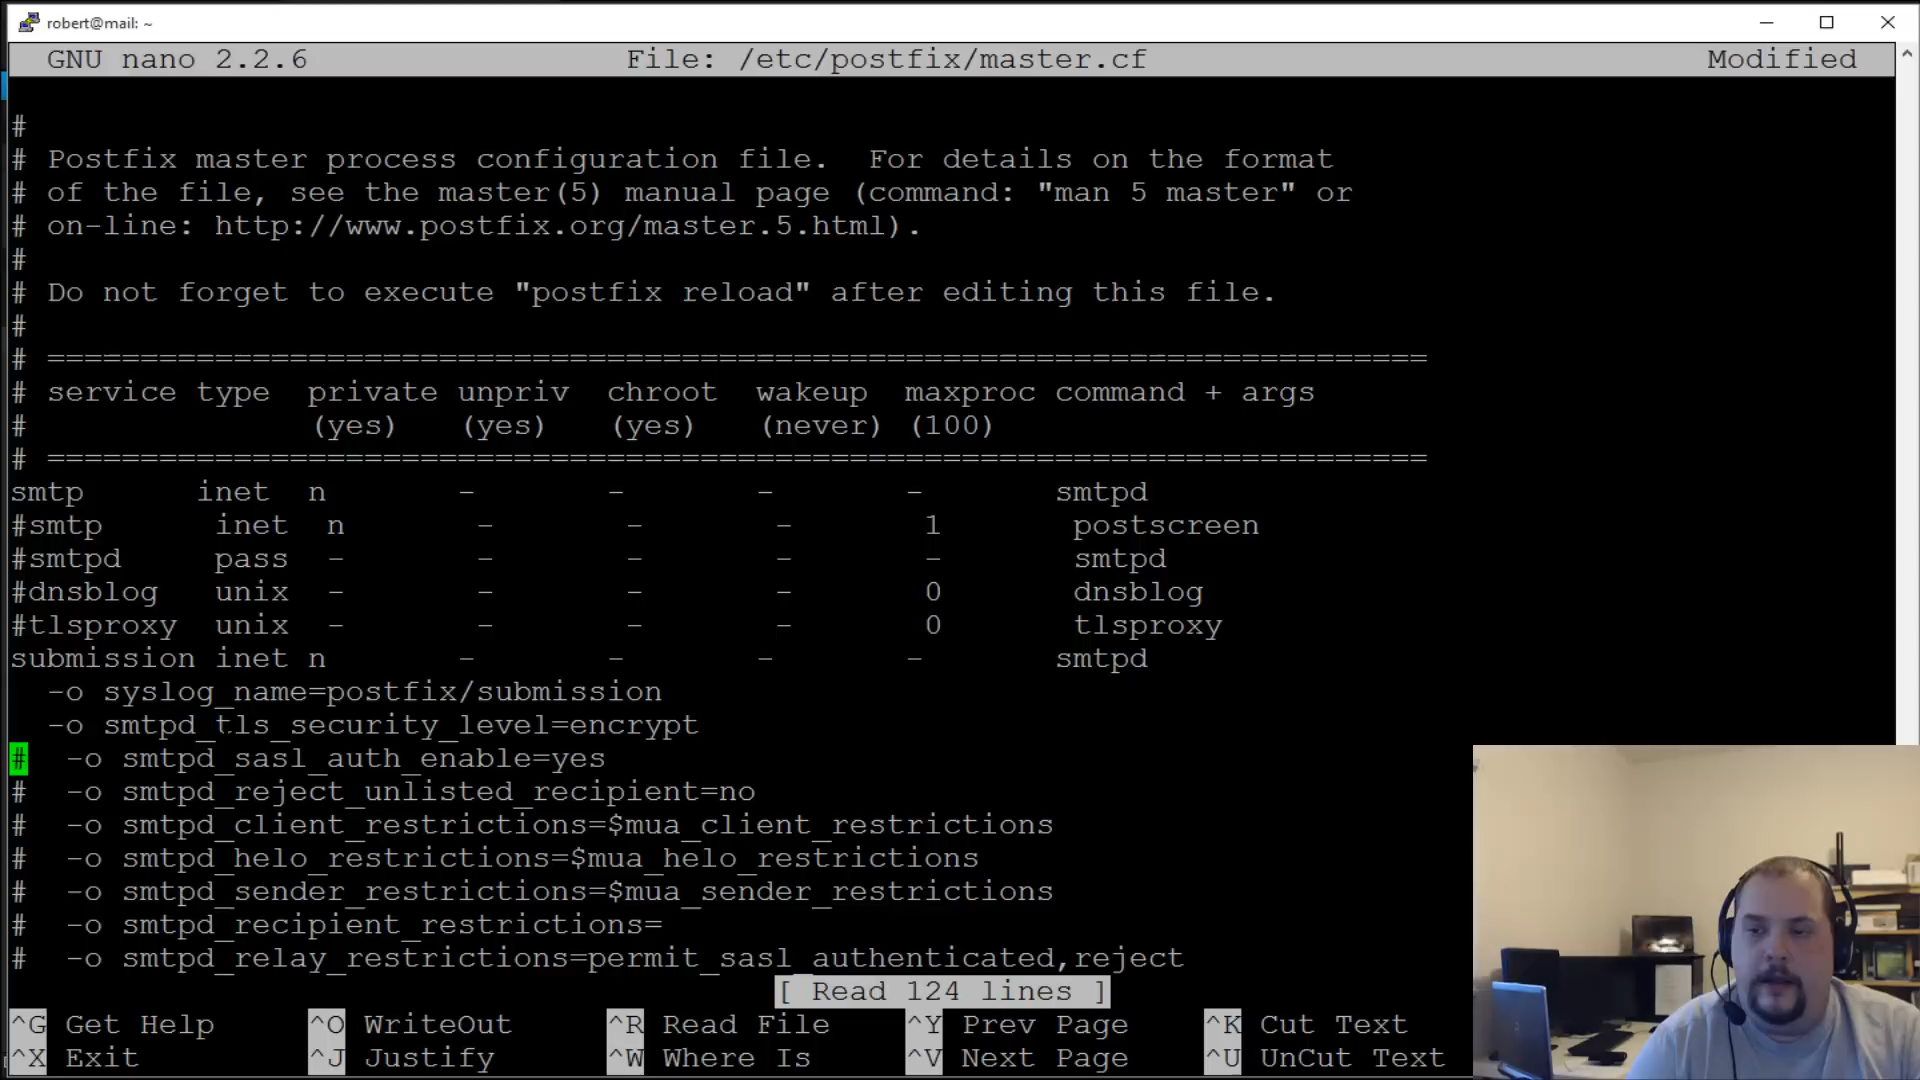 robert@mail: ~
GNU nano 2.2.6 File: /etc/postfix/master.cf Modified
#
# Postfix master process configuration file.  For details on the format
# of the file, see the master(5) manual page (command: "man 5 master" or
# on-line: http://www.postfix.org/master.5.html).
#
# Do not forget to execute "postfix reload" after editing this file.
#
# ==========================================================================
# service type  private unpriv  chroot  wakeup  maxproc command + args
#               (yes)   (yes)   (yes)   (never) (100)
# ==========================================================================
smtp      inet  n       -       -       -       -       smtpd
#smtp      inet  n       -       -       -       1       postscreen
#smtpd     pass  -       -       -       -       -       smtpd
#dnsblog   unix  -       -       -       -       0       dnsblog
#tlsproxy  unix  -       -       -       -       0       tlsproxy
submission inet n       -       -       -       -       smtpd
  -o syslog_name=postfix/submission
  -o smtpd_tls_security_level=encrypt
#  -o smtpd_sasl_auth_enable=yes
#  -o smtpd_reject_unlisted_recipient=no
#  -o smtpd_client_restrictions=$mua_client_restrictions
#  -o smtpd_helo_restrictions=$mua_helo_restrictions
#  -o smtpd_sender_restrictions=$mua_sender_restrictions
#  -o smtpd_recipient_restrictions=
#  -o smtpd_relay_restrictions=permit_sasl_authenticated,reject
[ Read 124 lines ]
^G Get Help ^O WriteOut ^R Read File ^Y Prev Page ^K Cut Text
^X Exit ^J Justify ^W Where Is ^V Next Page ^U UnCut Text